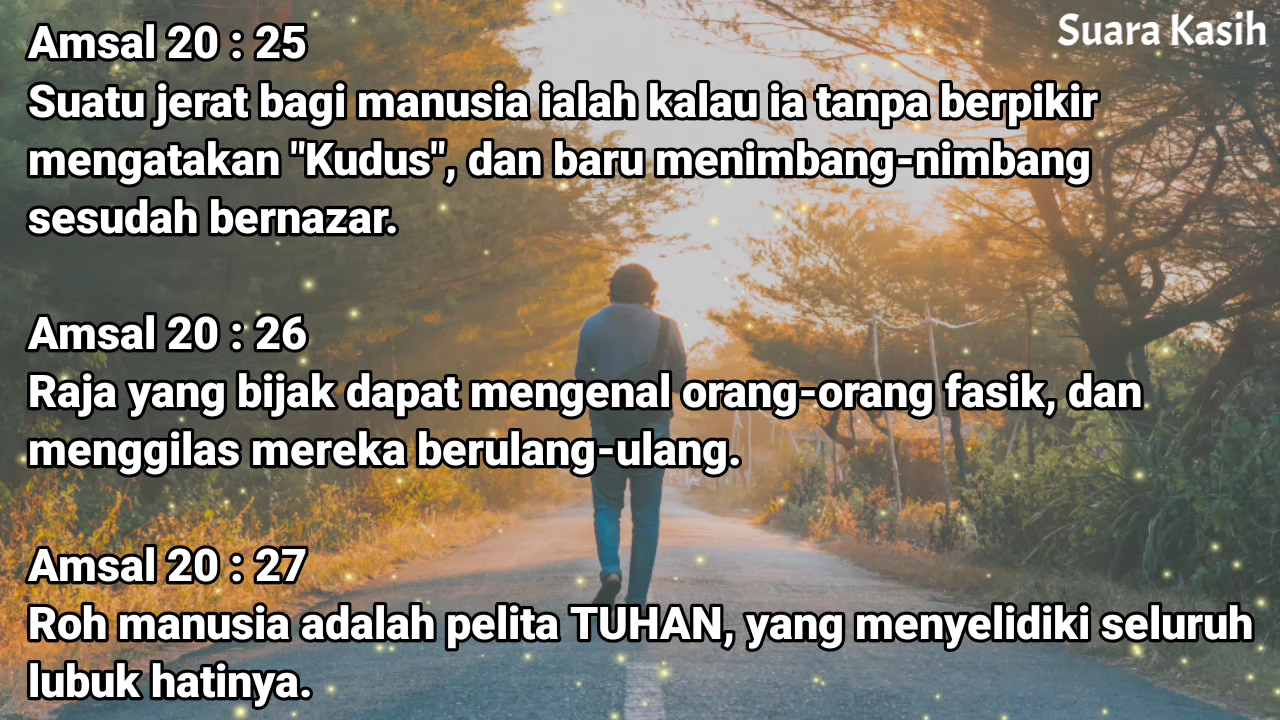 Suara Kasih
Amsal 20 : 25
Suatu jerat bagi manusia ialah kalau ia tanpa berpikir
mengatakan "Kudus", dan baru menimbang-nimbang
sesudah bernazar.
Amsal 20 : 26
Raja yang bijak dapat mengenal orang-orang fasik, dan
menggilas mereka berulang-ulang.
Amsal 20 : 27
Roh manusia adalah pelita TUHAN, yang menyelidiki seluruh
lubuk hatinya.